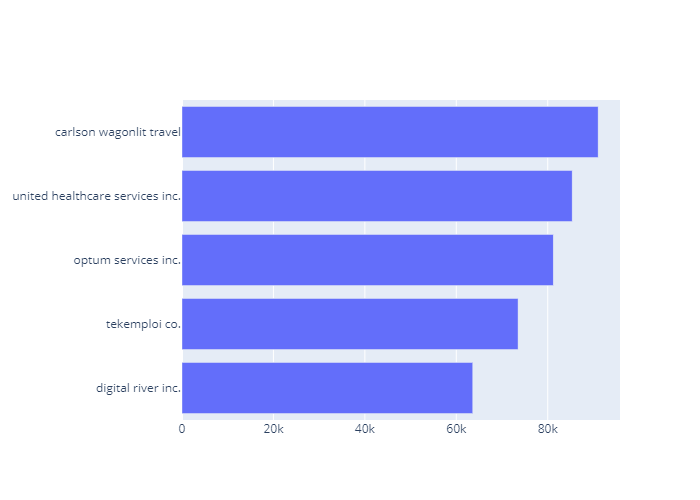 carlson wagonlit travel
united healthcare services inc.
optum services inc.
tekemploi co.
digital river inc.
0 20k 40k 60k 80k